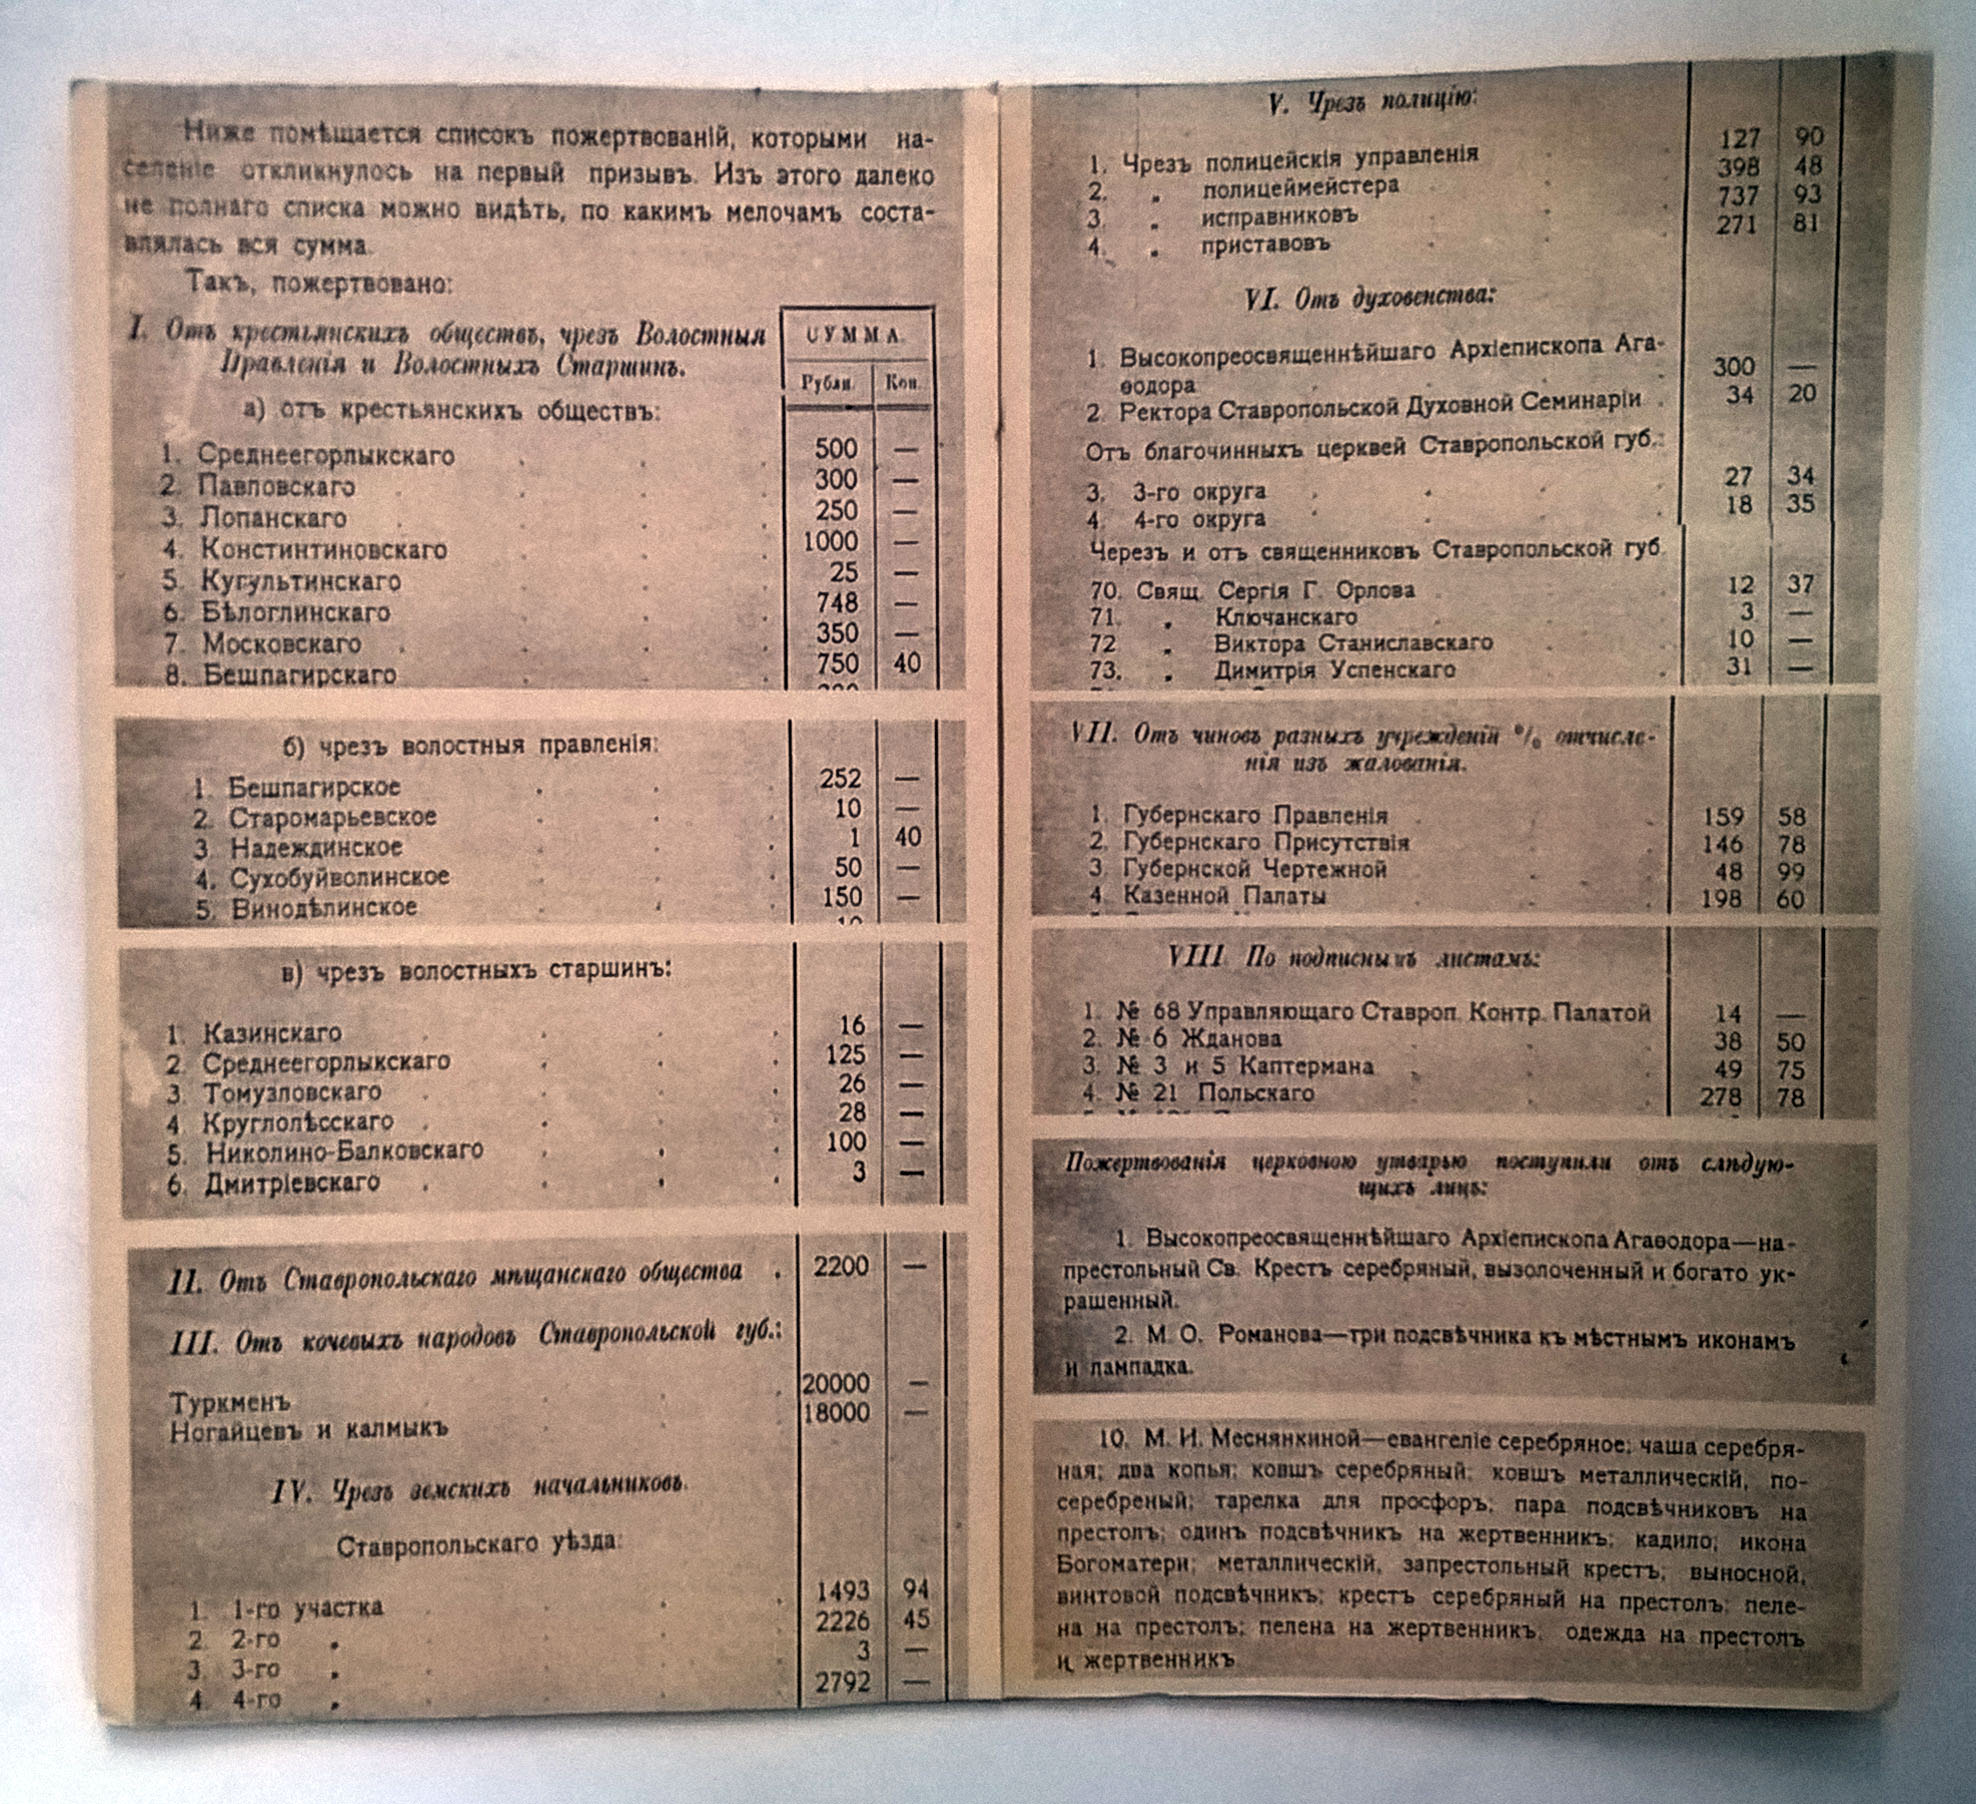 Ниже помѣщается списокъ пожертвованій, которыми на-
селеніе откликнулось на первый призывъ. Изъ этого далеко
не полнаго списка можно видѣть, по какимъ мелочамъ соста-
влялась вся сумма.
Такъ, пожертвовано:
I. Отъ крестьянскихъ обществъ, чрезъ Волостныя
Правленія и Волостныхъ Старшинъ.
СУММА.
Рубли. Коп.
а) отъ крестьянскихъ обществъ:
1. Среднеегорлыкскаго 500 —
2. Павловскаго 300 —
3. Лопанскаго 250 —
4. Констинтиновскаго 1000 —
5. Кугультинскаго 25 —
6. Бѣлоглинскаго 748 —
7. Московскаго 350 —
8. Бешпагирскаго 750 40
б) чрезъ волостныя правленія:
1. Бешпагирское 252 —
2. Старомарьевское 10 —
3. Надеждинское 1 40
4. Сухобуйволинское 50 —
5. Винодѣлинское 150 —
в) чрезъ волостныхъ старшинъ:
1. Казинскаго 16 —
2. Среднеегорлыкскаго 125 —
3. Томузловскаго 26 —
4. Круглолѣсскаго 28 —
5. Николино-Балковскаго 100 —
6. Дмитріевскаго 3 —
II. Отъ Ставропольскаго мѣщанскаго общества . 2200 —
III. Отъ кочевыхъ народовъ Ставропольской губ.:
Туркменъ 20000 —
Ногайцевъ и калмыкъ 18000 —
IV. Чрезъ земскихъ начальниковъ.
Ставропольскаго уѣзда:
1. 1-го участка 1493 94
2. 2-го „ 2226 45
3. 3-го „ 3 —
4. 4-го „ 2792 —
V. Чрезъ полицію:
1. Чрезъ полицейскія управленія 127 90
2. „ полицеймейстера 398 48
3. „ исправниковъ 737 93
4. „ приставовъ 271 81
VI. Отъ духовенства:
1. Высокопреосвященнѣйшаго Архіепископа Ага-
ѳодора 300 —
2. Ректора Ставропольской Духовной Семинаріи . 34 20
Отъ благочинныхъ церквей Ставропольской губ.:
3. 3-го округа 27 34
4. 4-го округа 18 35
Черезъ и отъ священниковъ Ставропольской губ.
70. Свящ. Сергія Г. Орлова 12 37
71. „ Ключанскаго 3 —
72 „ Виктора Станиславскаго 10 —
73. „ Димитрія Успенскаго 31 —
VII. Отъ чиновъ разныхъ учрежденій % отчисле-
нія изъ жалованія.
1. Губернскаго Правленія 159 58
2. Губернскаго Присутствія 146 78
3. Губернской Чертежной 48 99
4. Казенной Палаты 198 60
VIII. По подписнымъ листамъ:
1. № 68 Управляющаго Ставроп. Контр. Палатой 14 —
2. № 6 Жданова 38 50
3. № 3 и 5 Каптермана 49 75
4. № 21 Польскаго 278 78
Пожертвованія церковною утварью поступили отъ слѣдую-
щихъ лицъ:
1. Высокопреосвященнѣйшаго Архіепископа Агаѳодора—на-
престольный Св. Крестъ серебряный, вызолоченный и богато ук-
рашенный.
2. М. О. Романова—три подсвѣчника къ мѣстнымъ иконамъ
и лампадка.
10. М. И. Меснянкиной—евангеліе серебряное; чаша серебря-
ная; два копья; ковшъ серебряный; ковшъ металлическій, по-
серебреный; тарелка для просфоръ; пара подсвѣчниковъ на
престолъ; одинъ подсвѣчникъ на жертвенникъ; кадило; икона
Богоматери; металлическій, запрестольный крестъ; выносной,
винтовой подсвѣчникъ; крестъ серебряный на престолъ; пеле-
на на престолъ; пелена на жертвенникъ; одежда на престолъ
и жертвенникъ.